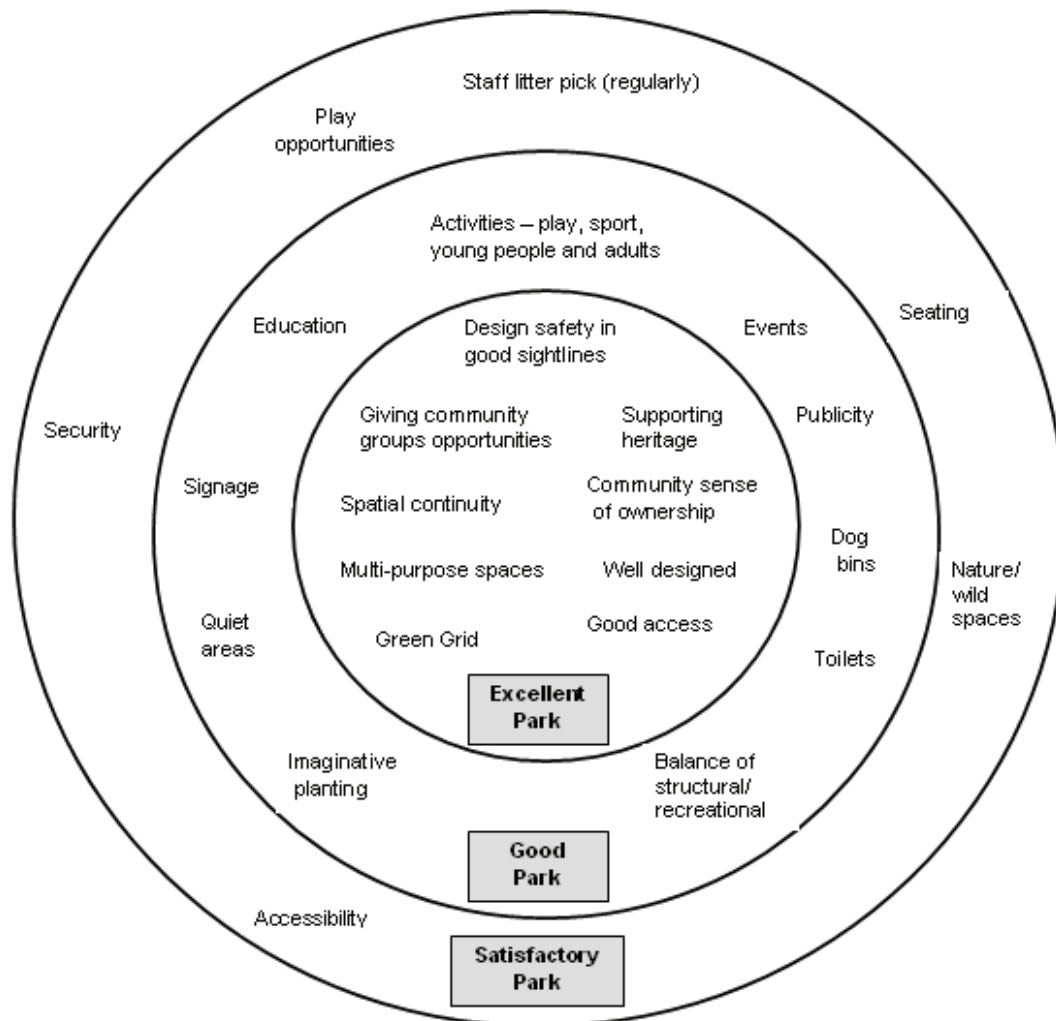 Staff litter pick (regularly)
Play
opportunities
Activities – play, sport,
young people and adults
Education
Design safety in
good sightlines
Events
Seating
Security
Giving community
groups opportunities
Supporting
heritage
Publicity
Signage
Spatial continuity
Community sense
of ownership
Dog
bins
Nature/
wild
spaces
Multi-purpose spaces
Well designed
Quiet
areas
Green Grid
Good access
Toilets
Excellent
Park
Imaginative
planting
Balance of
structural/
recreational
Good
Park
Accessibility
Satisfactory
Park